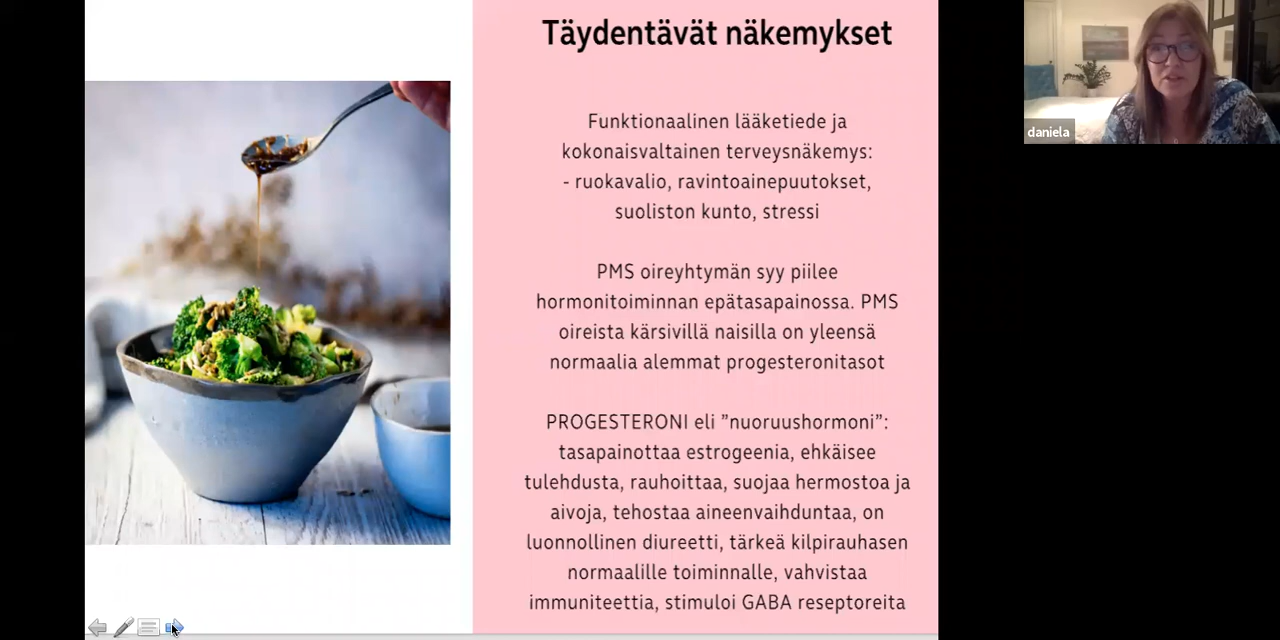 Täydentävät näkemykset
Funktionaalinen lääketiede ja
kokonaisvaltainen terveysnäkemys:
- ruokavalio, ravintoainepuutokset,
suoliston kunto, stressi
PMS oireyhtymän syy piilee
hormonitoiminnan epätasapainossa. PMS
oireista kärsivillä naisilla on yleensä
normaalia alemmat progesteronitasot
PROGESTERONI eli ”nuoruushormoni”:
tasapainottaa estrogeenia, ehkäisee
tulehdusta, rauhoittaa, suojaa hermostoa ja
aivoja, tehostaa aineenvaihduntaa, on
luonnollinen diureetti, tärkeä kilpirauhasen
normaalille toiminnalle, vahvistaa
immuniteettia, stimuloi GABA reseptoreita
daniela